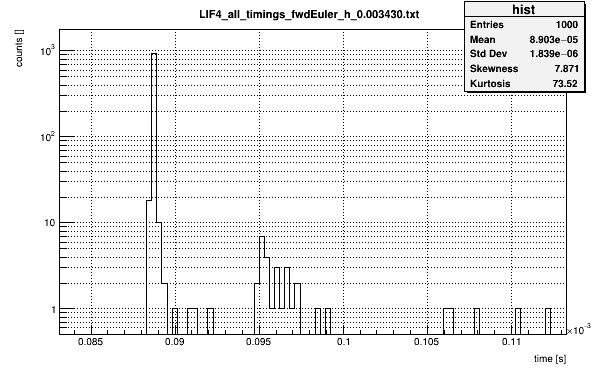 LIF4_all_timings_fwdEuler_h_0.003430.txt
hist
Entries 1000
Mean 8.903e−05
Std Dev 1.839e−06
Skewness 7.871
Kurtosis 73.52
counts []
10³
10²
10
1
0.085 0.09 0.095 0.1 0.105 0.11
×10⁻³
time [s]